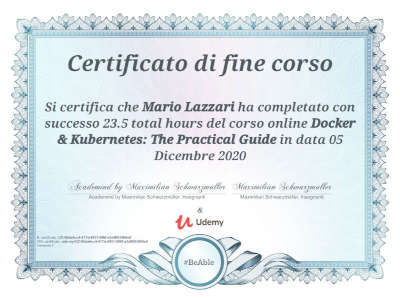 Certificato di fine corso
Si certifica che Mario Lazzari ha completato con
successo 23.5 total hours del corso online Docker
& Kubernetes: The Practical Guide in data 05
Dicembre 2020
Academind by Maximilian Schwarzmüller Maximilian Schwarzmüller
Academind by Maximilian Schwarzmüller, Insegnanti Maximilian Schwarzmüller, Insegnanti
&
Udemy
#BeAble